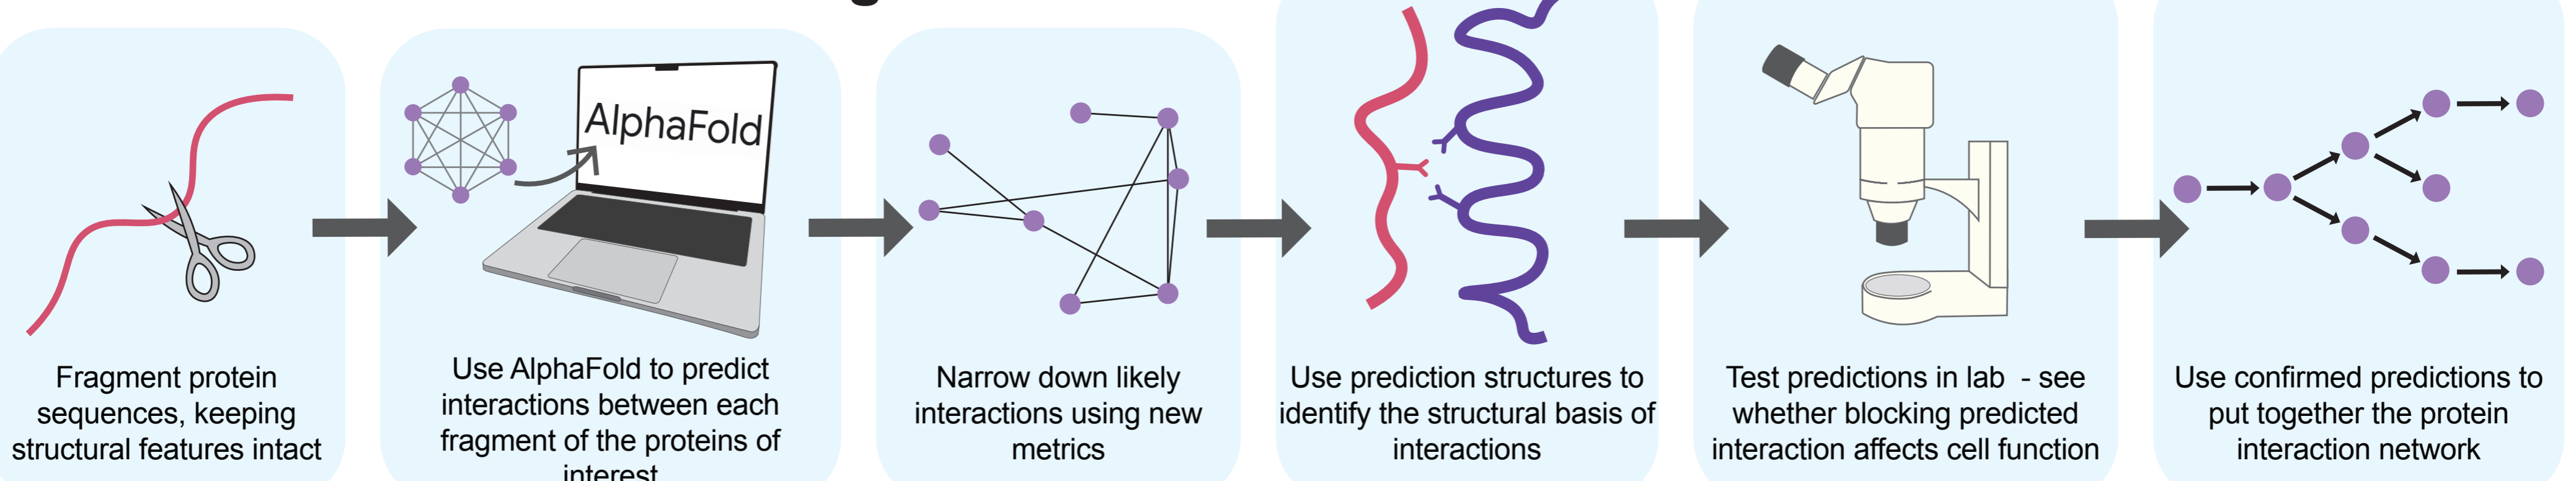 AlphaFold
Fragment protein
sequences, keeping
structural features intact
Use AlphaFold to predict
interactions between each
fragment of the proteins of
interest
Narrow down likely
interactions using new
metrics
Use prediction structures to
identify the structural basis of
interactions
Test predictions in lab - see
whether blocking predicted
interaction affects cell function
Use confirmed predictions to
put together the protein
interaction network